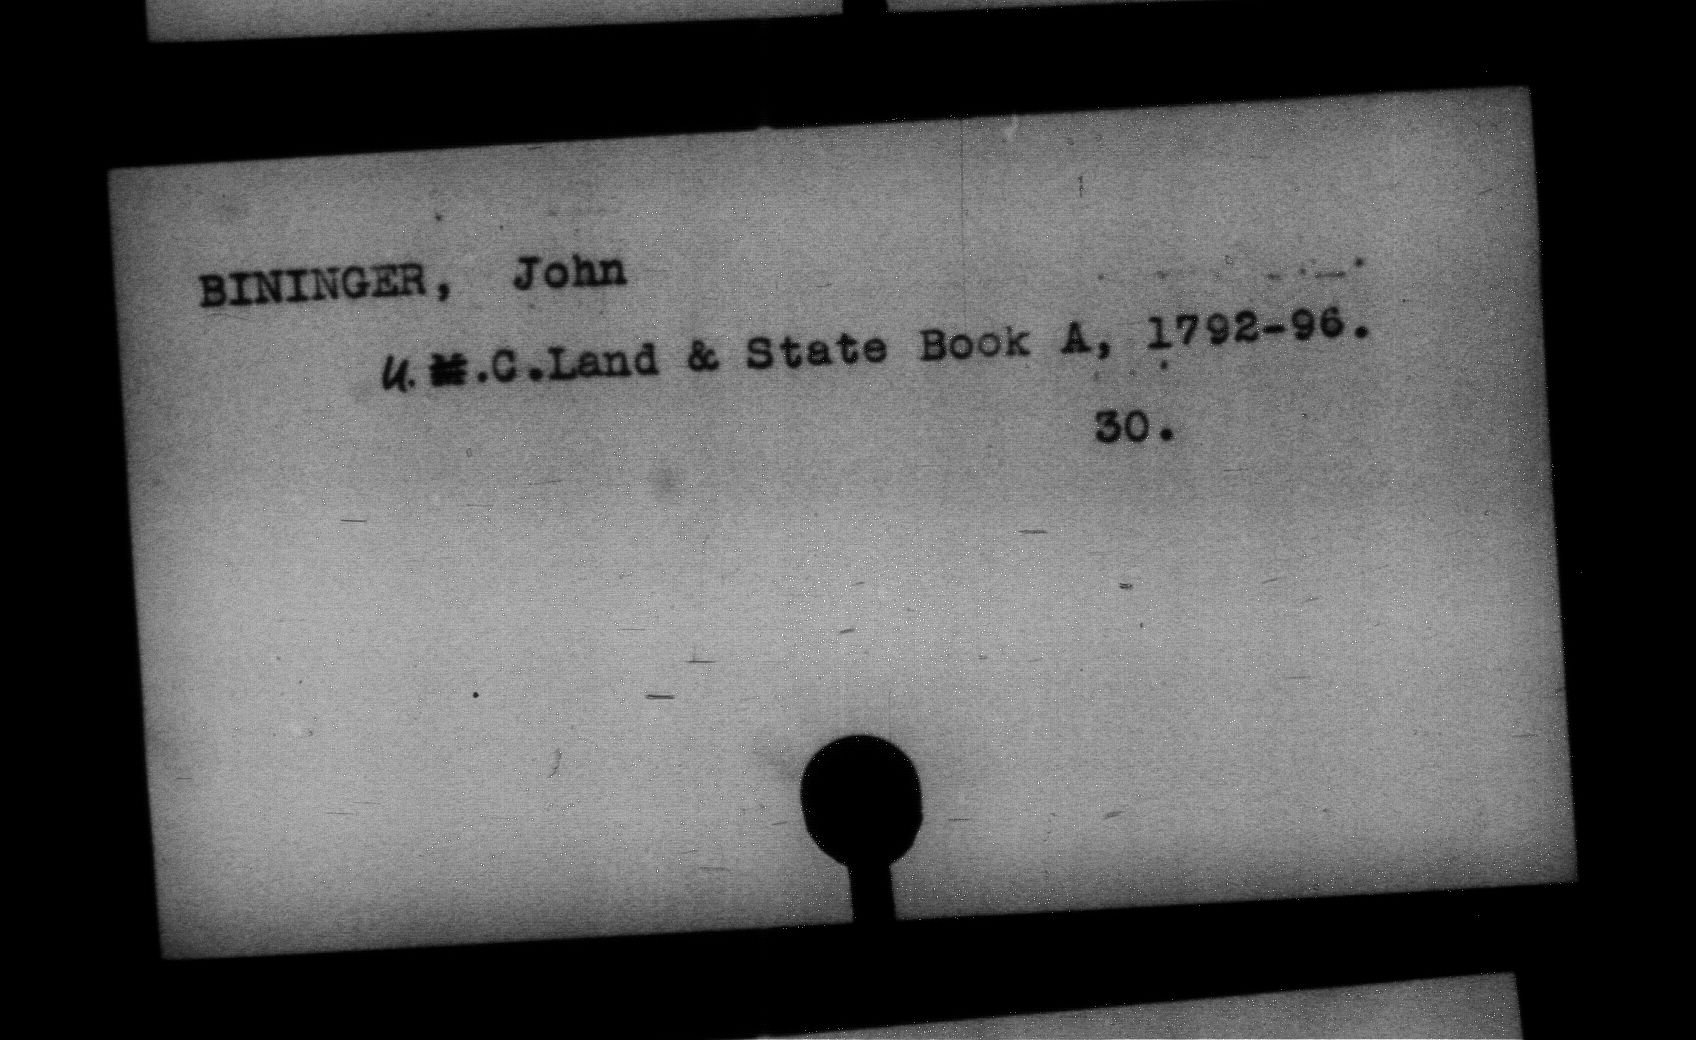 BININGER, John
U. .C.Land & State Book A, 1792-96.
30.